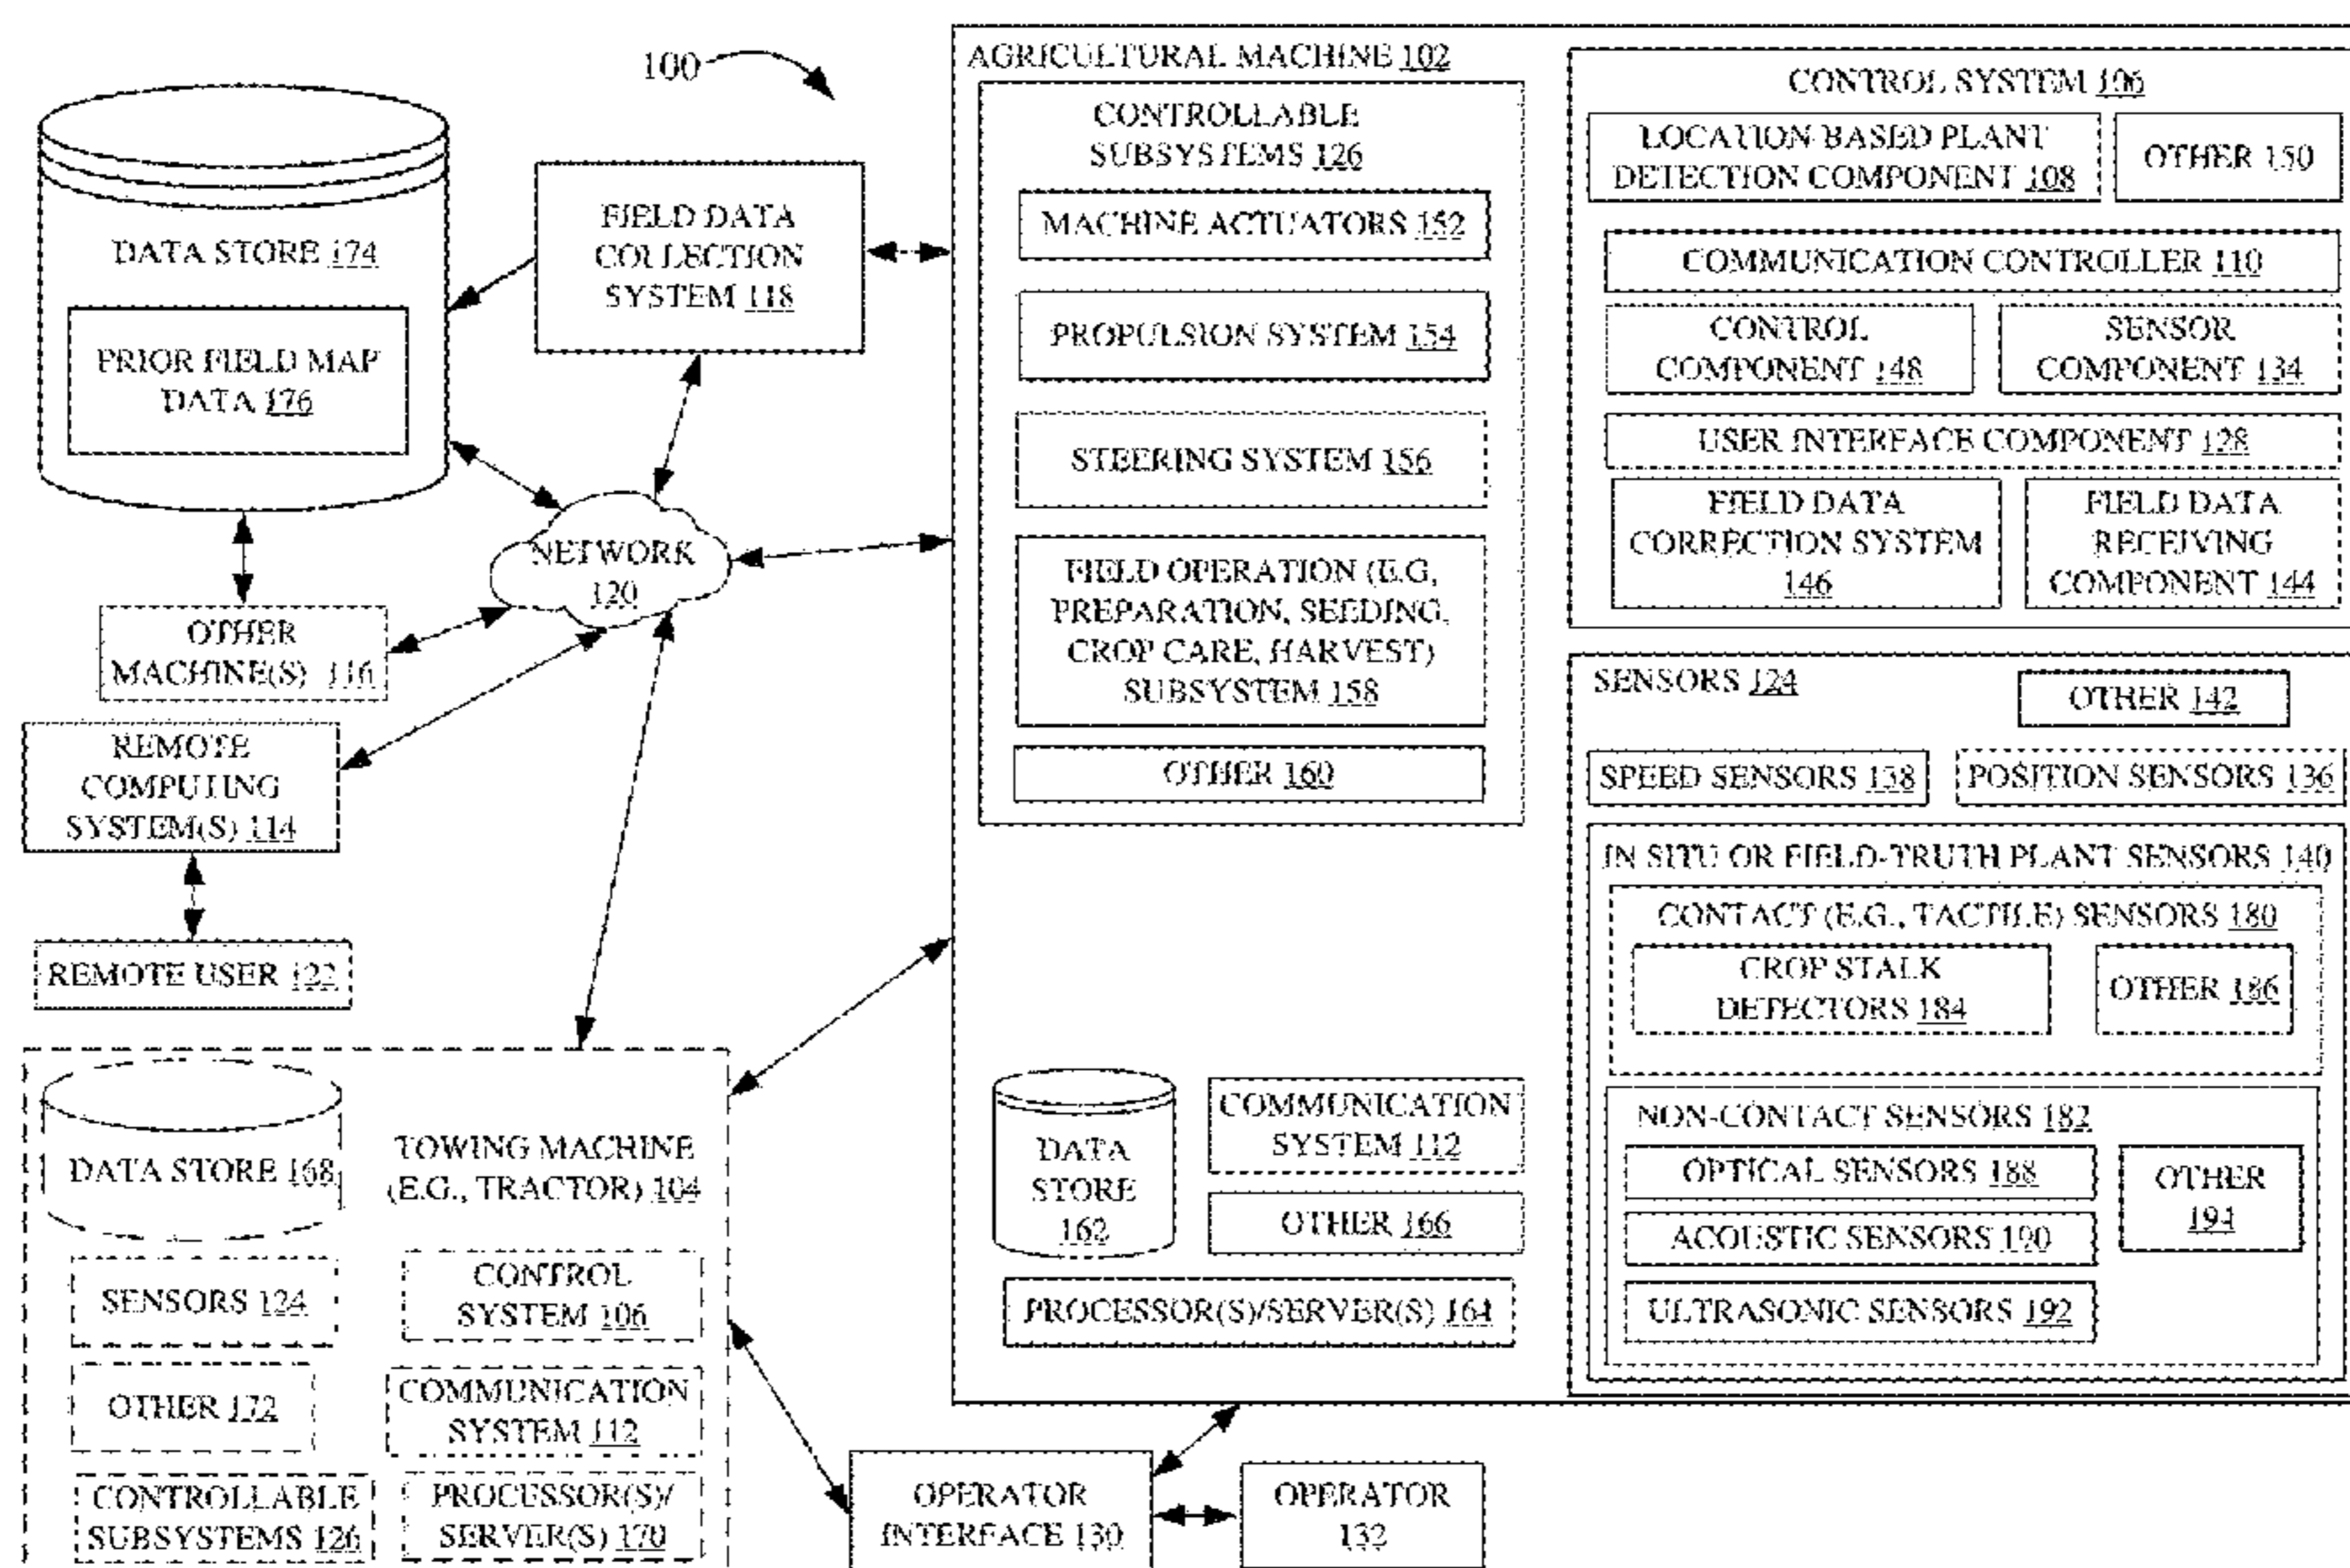 100
DATA STORE 174
PRIOR FIELD MAP
DATA 176
FIELD DATA
COLLECTION
SYSTEM 118
NETWORK
120
OTHER
MACHINE(S) 116
REMOTE
COMPUTING
SYSTEM(S) 114
REMOTE USER 122
DATA STORE 168
TOWING MACHINE
(E.G., TRACTOR) 104
SENSORS 124
CONTROL
SYSTEM 106
OTHER 172
COMMUNICATION
SYSTEM 112
CONTROLLABLE
SUBSYSTEMS 126
PROCESSOR(S)/
SERVER(S) 170
AGRICULTURAL MACHINE 102
CONTROLLABLE
SUBSYSTEMS 126
MACHINE ACTUATORS 152
PROPULSION SYSTEM 154
STEERING SYSTEM 156
FIELD OPERATION (E.G,
PREPARATION, SEEDING,
CROP CARE, HARVEST)
SUBSYSTEM 158
OTHER 160
DATA
STORE
162
COMMUNICATION
SYSTEM 112
OTHER 166
PROCESSOR(S)/SERVER(S) 164
CONTROL SYSTEM 106
LOCATION-BASED PLANT
DETECTION COMPONENT 108
OTHER 150
COMMUNICATION CONTROLLER 110
CONTROL
COMPONENT 148
SENSOR
COMPONENT 134
USER INTERFACE COMPONENT 128
FIELD DATA
CORRECTION SYSTEM
146
FIELD DATA
RECEIVING
COMPONENT 144
SENSORS 124
OTHER 142
SPEED SENSORS 138
POSITION SENSORS 136
IN SITU OR FIELD-TRUTH PLANT SENSORS 140
CONTACT (E.G., TACTILE) SENSORS 180
CROP STALK
DETECTORS 184
OTHER 186
NON-CONTACT SENSORS 182
OPTICAL SENSORS 188
ACOUSTIC SENSORS 190
ULTRASONIC SENSORS 192
OTHER
194
OPERATOR
INTERFACE 130
OPERATOR
132